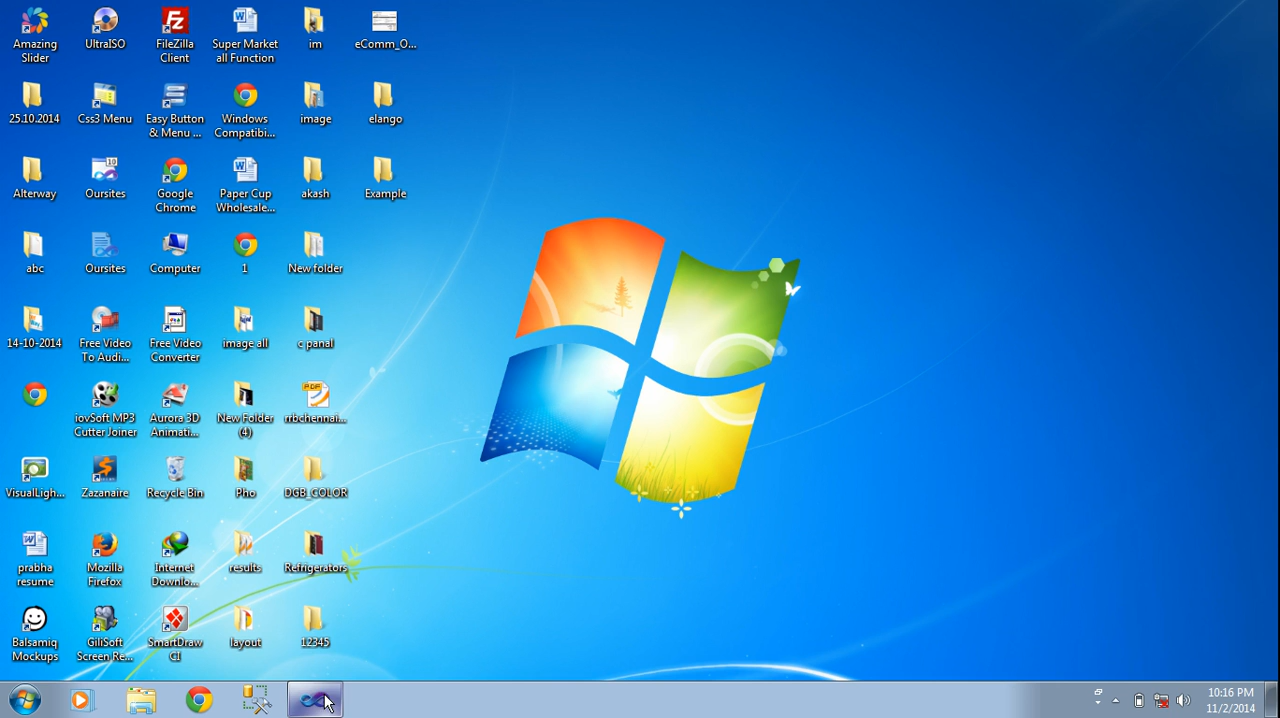 Amazing
Slider
UltraISO
FileZilla
Client
Super Market
all Function
im
eComm_O...
25.10.2014
Css3 Menu
Easy Button
& Menu ...
Windows
Compatibi...
image
elango
Alterway
10
Oursites
Google
Chrome
Paper Cup
Wholesale...
akash
Example
abc
Oursites
Computer
1
New folder
14-10-2014
Free Video
To Audi...
Free Video
Converter
image all
c panal
iovSoft MP3
Cutter Joiner
Aurora 3D
Animati...
New Folder
(4)
PDF
rrbchennai...
VisualLigh...
Zazanaire
Recycle Bin
Pho
DGB_COLOR
prabha
resume
Mozilla
Firefox
Internet
Downlo...
results
Refrigerators
Balsamiq
Mockups
GiliSoft
Screen Re...
SmartDraw
CI
layout
12345
10:16 PM
11/2/2014